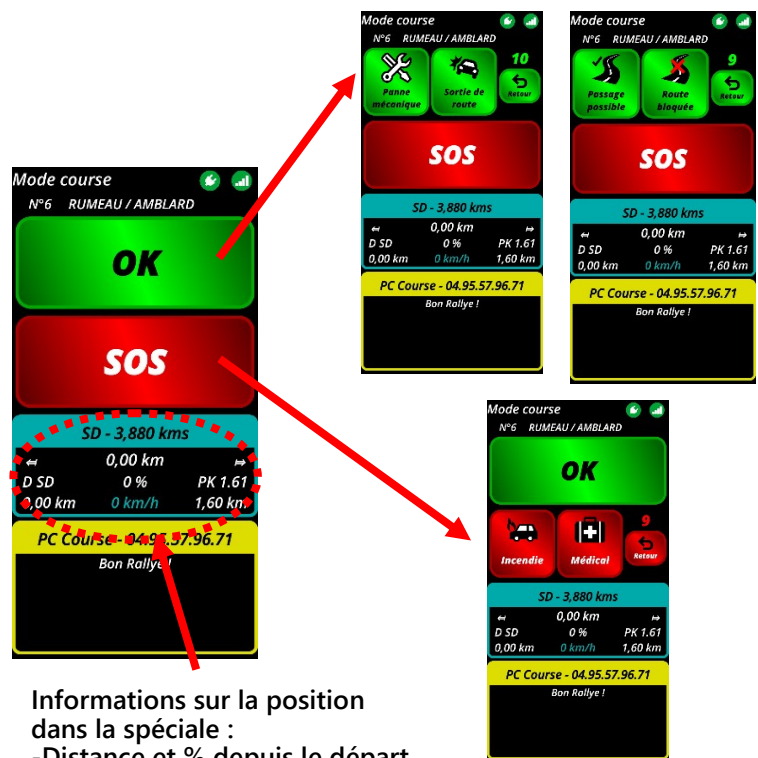 Mode course
N°6 RUMEAU / AMBLARD
OK
SOS
SD - 3,880 kms
0,00 km
D SD 0 % PK 1.61
0,00 km 0 km/h 1,60 km
PC Course - 04.95.57.96.71
Bon Rallye !
Informations sur la position
dans la spéciale :
-Distance et % depuis le départ
Mode course
N°6 RUMEAU / AMBLARD
10
Panne Sortie de Retour
mécanique route
SOS
SD - 3,880 kms
0,00 km
D SD 0 % PK 1.61
0,00 km 0 km/h 1,60 km
PC Course - 04.95.57.96.71
Bon Rallye !
Mode course
N°6 RUMEAU / AMBLARD
9
Passage Route Retour
possible bloquée
SOS
SD - 3,880 kms
0,00 km
D SD 0 % PK 1.61
0,00 km 0 km/h 1,60 km
PC Course - 04.95.57.96.71
Bon Rallye !
Mode course
N°6 RUMEAU / AMBLARD
OK
9
Incendie Médical Retour
SD - 3,880 kms
0,00 km
D SD 0 % PK 1.61
0,00 km 0 km/h 1,60 km
PC Course - 04.95.57.96.71
Bon Rallye !